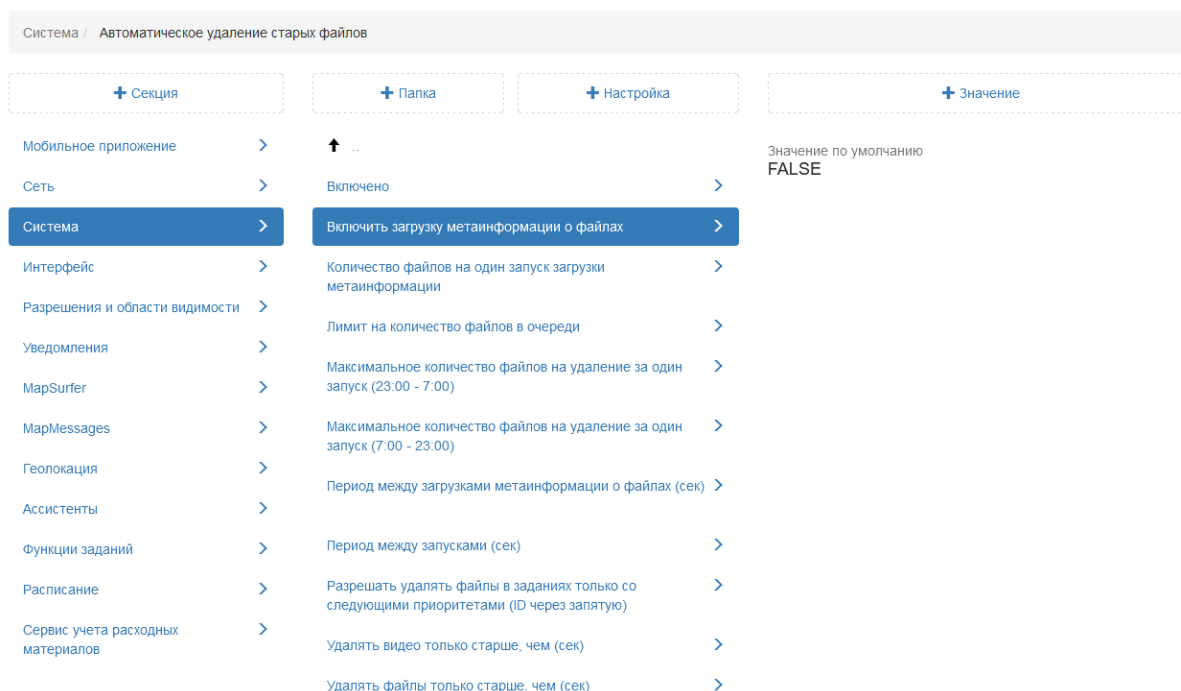 Система / Автоматическое удаление старых файлов
+ Секция
+ Папка
+ Настройка
+ Значение
Мобильное приложение
Сеть
Система
Интерфейс
Разрешения и области видимости
Уведомления
MapSurfer
MapMessages
Геолокация
Ассистенты
Функции заданий
Расписание
Сервис учета расходных
материалов
..
Включено
Включить загрузку метаинформации о файлах
Количество файлов на один запуск загрузки
метаинформации
Лимит на количество файлов в очереди
Максимальное количество файлов на удаление за один
запуск (23:00 - 7:00)
Максимальное количество файлов на удаление за один
запуск (7:00 - 23:00)
Период между загрузками метаинформации о файлах (сек)
Период между запусками (сек)
Разрешать удалять файлы в заданиях только со
следующими приоритетами (ID через запятую)
Удалять видео только старше, чем (сек)
Удалять файлы только старше, чем (сек)
Значение по умолчанию
FALSE